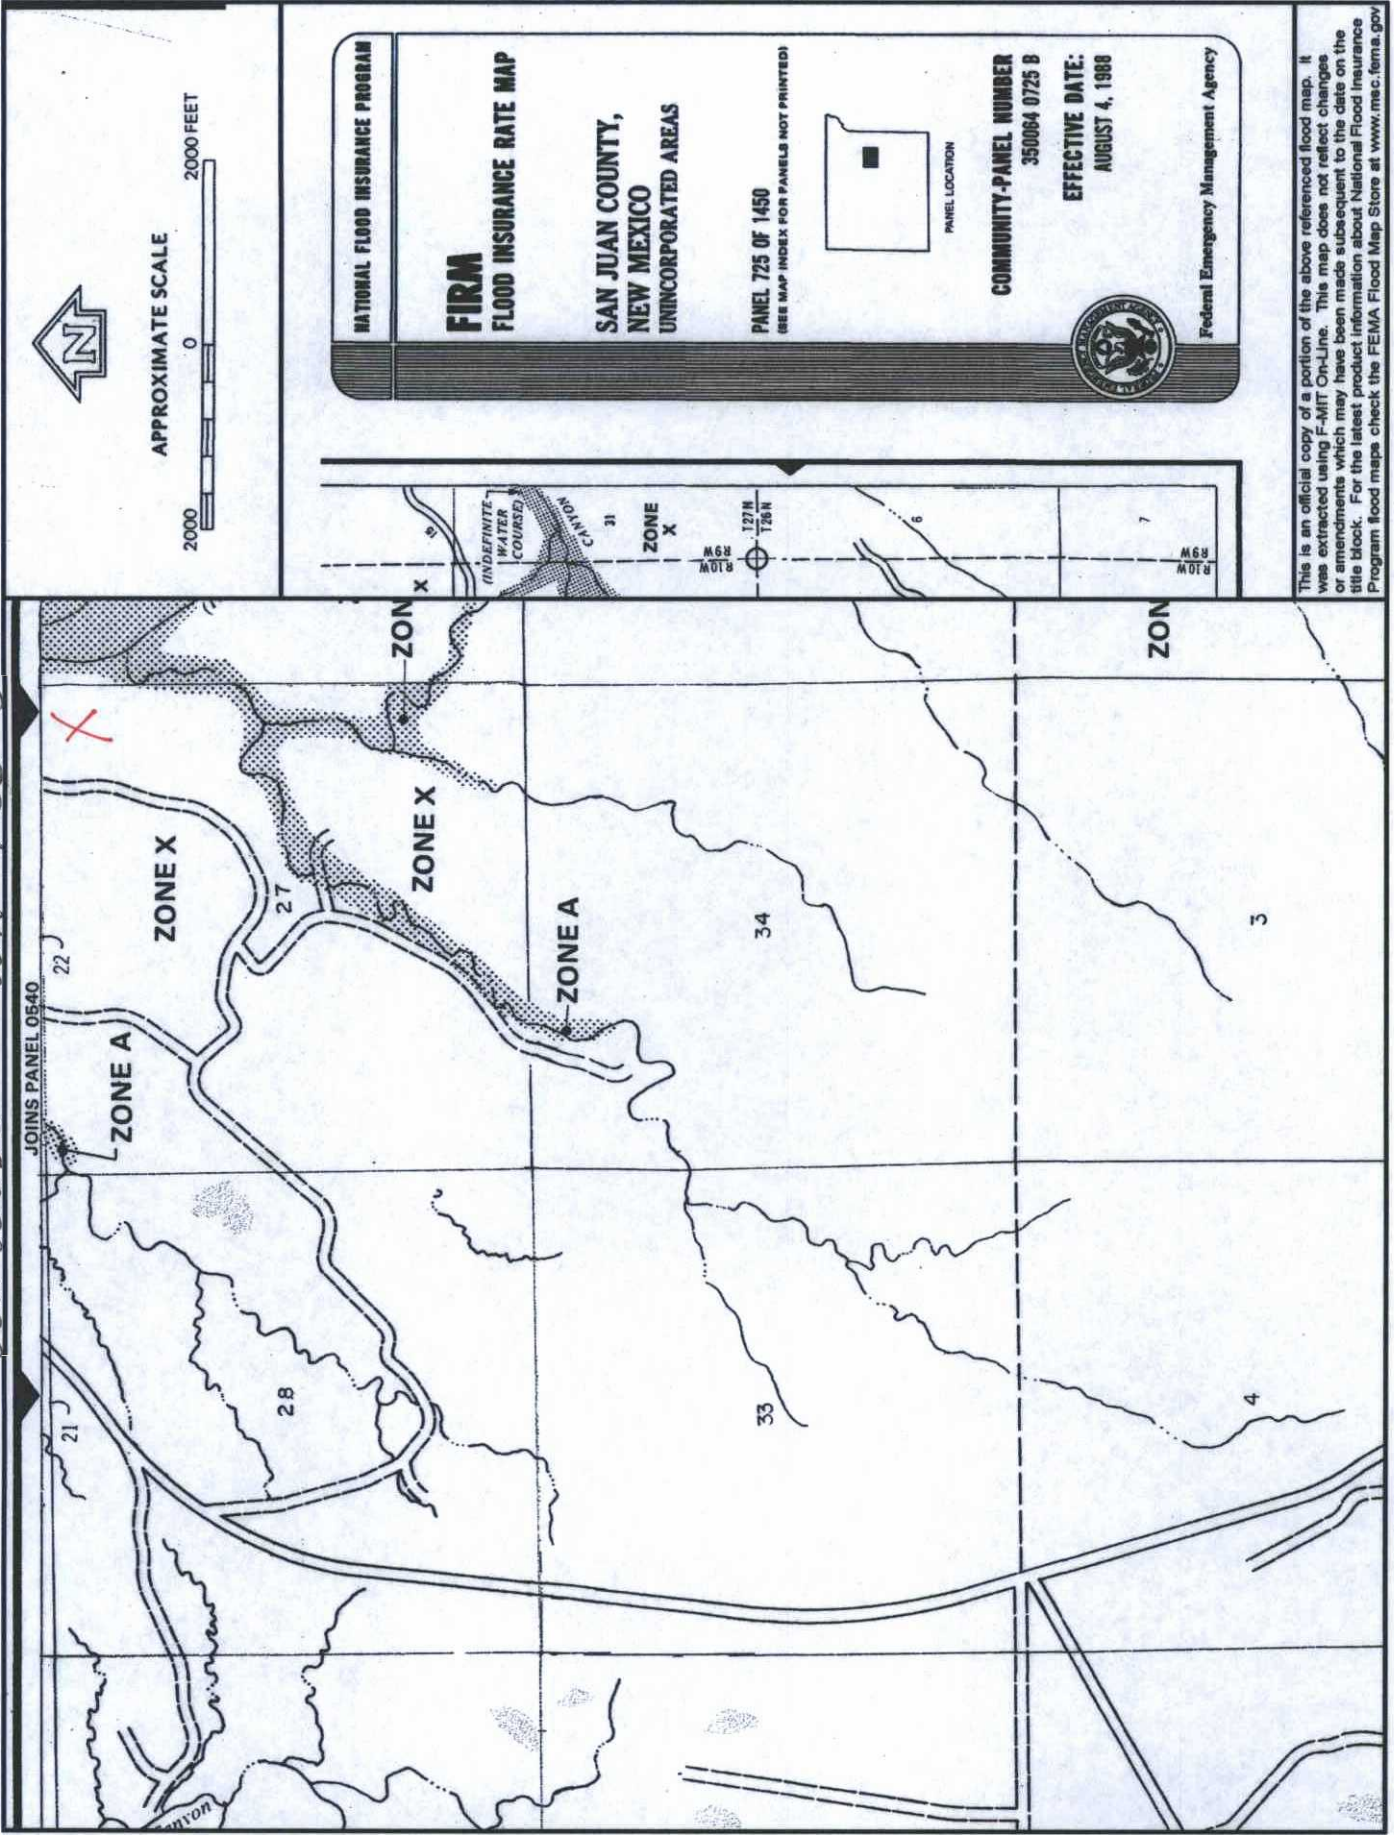 N
APPROXIMATE SCALE
2000 0 2000 FEET
NATIONAL FLOOD INSURANCE PROGRAM
FIRM
FLOOD INSURANCE RATE MAP
SAN JUAN COUNTY,
NEW MEXICO
UNINCORPORATED AREAS
PANEL 725 OF 1450
(SEE MAP INDEX FOR PANELS NOT PRINTED)
PANEL LOCATION
COMMUNITY-PANEL NUMBER
350064 0725 B
EFFECTIVE DATE:
AUGUST 4, 1988
Federal Emergency Management Agency
This is an official copy of a portion of the above referenced flood map. It
was extracted using F-MIT On-Line. This map does not reflect changes
or amendments which may have been made subsequent to the date on the
title block. For the latest product information about National Flood Insurance
Program flood maps check the FEMA Flood Map Store at www.msc.fema.gov
X
(INDEFINITE
WATER
COURSE)
CANYON
31
ZONE
X
R10W
R9W
T27N
T26N
6
7
R10W
R9W
JOINS PANEL 0540
21
22
ZONE A
ZONE X
27
ZON
ZONE X
ZONE A
28
33
34
ZON
3
4
anyon